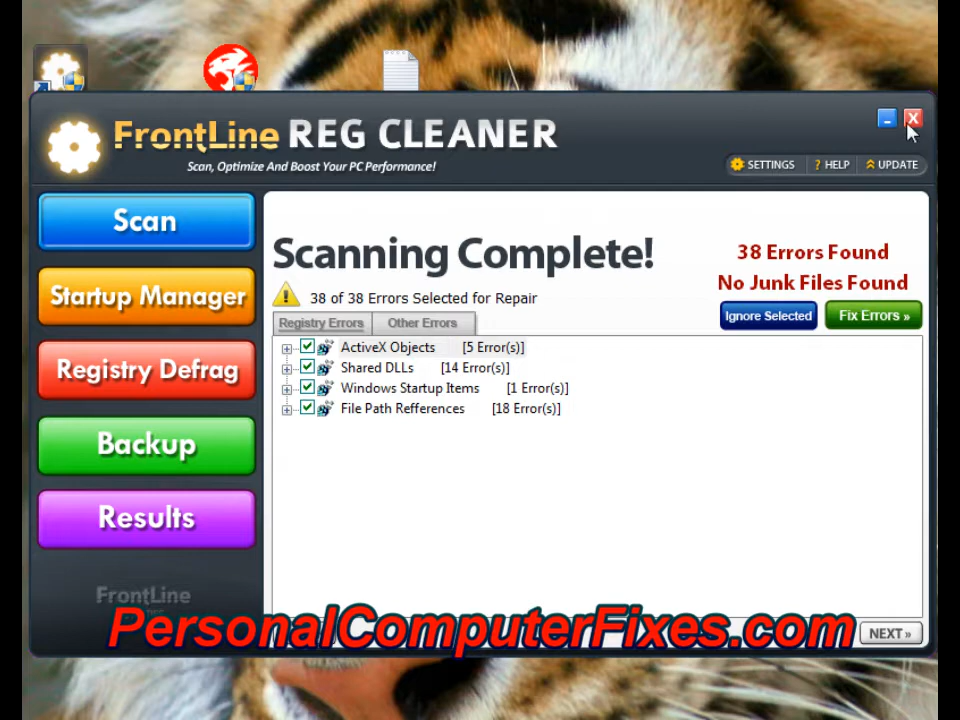 FrontLine REG CLEANER
Scan, Optimize And Boost Your PC Performance!
SETTINGS
? HELP
UPDATE
Scan
Startup Manager
Registry Defrag
Backup
Results
FrontLine
Scanning Complete!
38 Errors Found
No Junk Files Found
38 of 38 Errors Selected for Repair
Ignore Selected
Fix Errors »
Registry Errors
Other Errors
ActiveX Objects [5 Error(s)]
Shared DLLs [14 Error(s)]
Windows Startup Items [1 Error(s)]
File Path Refferences [18 Error(s)]
PersonalComputerFixes.com
NEXT »